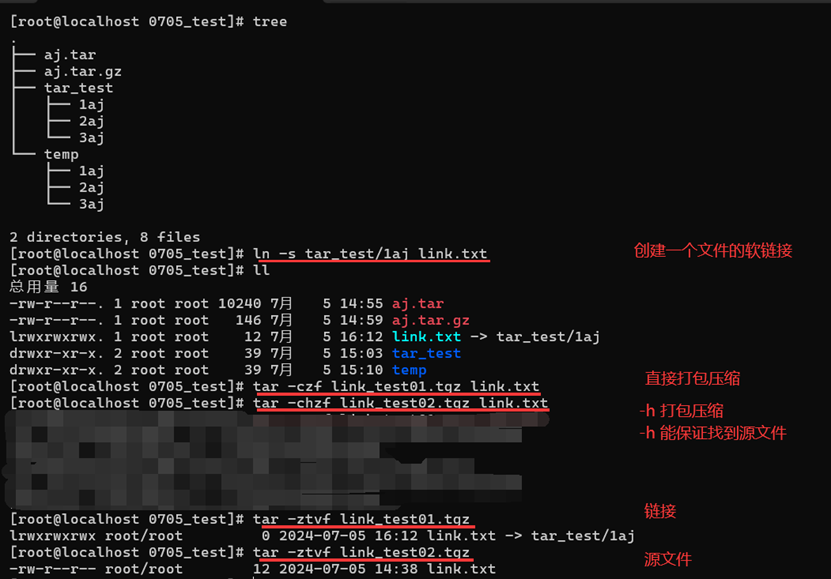 [root@localhost 0705_test]# tree
.
├── aj.tar
├── aj.tar.gz
├── tar_test
│   ├── 1aj
│   ├── 2aj
│   └── 3aj
└── temp
    ├── 1aj
    ├── 2aj
    └── 3aj
2 directories, 8 files
[root@localhost 0705_test]# ln -s tar_test/1aj link.txt 创建一个文件的软链接
[root@localhost 0705_test]# ll
总用量 16
-rw-r--r--. 1 root root 10240 7月   5 14:55 aj.tar
-rw-r--r--. 1 root root   146 7月   5 14:59 aj.tar.gz
lrwxrwxrwx. 1 root root    12 7月   5 16:12 link.txt -> tar_test/1aj
drwxr-xr-x. 2 root root    39 7月   5 15:03 tar_test
drwxr-xr-x. 2 root root    39 7月   5 15:10 temp
[root@localhost 0705_test]# tar -czf link_test01.tgz link.txt 直接打包压缩
[root@localhost 0705_test]# tar -chzf link_test02.tgz link.txt -h 打包压缩
-h 能保证找到源文件
[root@localhost 0705_test]# tar -ztvf link_test01.tgz 链接
lrwxrwxrwx root/root         0 2024-07-05 16:12 link.txt -> tar_test/1aj
[root@localhost 0705_test]# tar -ztvf link_test02.tgz 源文件
-rw-r--r-- root/root        12 2024-07-05 14:38 link.txt